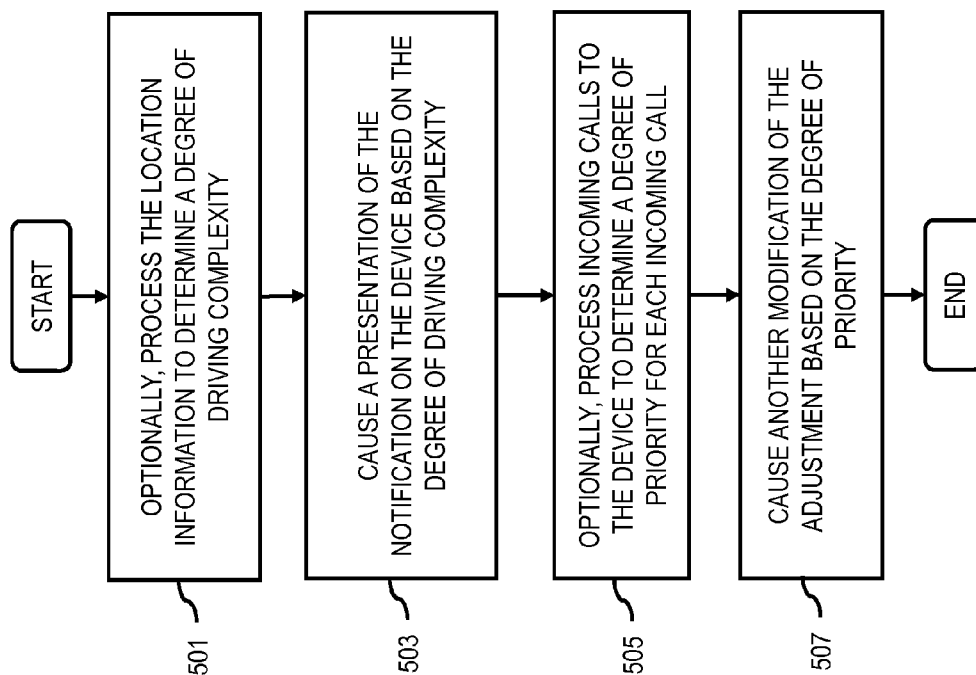 START
OPTIONALLY, PROCESS THE LOCATION
INFORMATION TO DETERMINE A DEGREE OF
DRIVING COMPLEXITY
501
CAUSE A PRESENTATION OF THE
NOTIFICATION ON THE DEVICE BASED ON THE
DEGREE OF DRIVING COMPLEXITY
503
OPTIONALLY, PROCESS INCOMING CALLS TO
THE DEVICE TO DETERMINE A DEGREE OF
PRIORITY FOR EACH INCOMING CALL
505
CAUSE ANOTHER MODIFICATION OF THE
ADJUSTMENT BASED ON THE DEGREE OF
PRIORITY
507
END